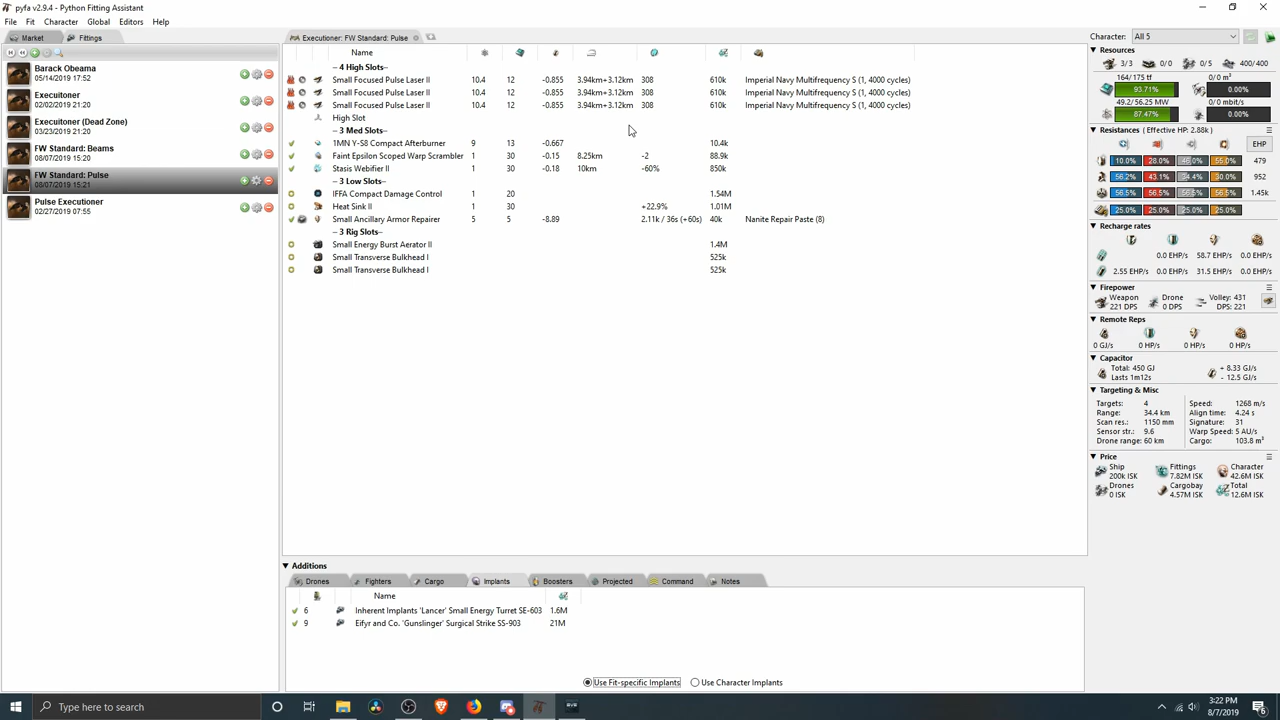 pyfa v2.9.4 - Python Fitting Assistant
File Fit Character Global Editors Help
Market Fittings
Barack Obeama
05/14/2019 17:52
Execuitoner
02/02/2019 21:20
Execuitoner (Dead Zone)
03/23/2019 21:20
FW Standard: Beams
08/07/2019 15:20
FW Standard: Pulse
08/07/2019 15:21
Pulse Executioner
02/27/2019 07:55
Executioner: FW Standard: Pulse
Name
– 4 High Slots–
Small Focused Pulse Laser II 10.4 12 -0.855 3.94km+3.12km 308 610k Imperial Navy Multifrequency S (1, 4000 cycles)
Small Focused Pulse Laser II 10.4 12 -0.855 3.94km+3.12km 308 610k Imperial Navy Multifrequency S (1, 4000 cycles)
Small Focused Pulse Laser II 10.4 12 -0.855 3.94km+3.12km 308 610k Imperial Navy Multifrequency S (1, 4000 cycles)
High Slot
– 3 Med Slots–
1MN Y-S8 Compact Afterburner 9 13 -0.667 10.4k
Faint Epsilon Scoped Warp Scrambler 1 30 -0.15 8.25km -2 88.9k
Stasis Webifier II 1 30 -0.18 10km -60% 850k
– 3 Low Slots–
IFFA Compact Damage Control 1 20 1.54M
Heat Sink II 1 30 +22.9% 1.01M
Small Ancillary Armor Repairer 5 5 -8.89 2.11k / 36s (+60s) 40k Nanite Repair Paste (8)
– 3 Rig Slots–
Small Energy Burst Aerator II 1.4M
Small Transverse Bulkhead I 525k
Small Transverse Bulkhead I 525k
Additions
Drones Fighters Cargo Implants Boosters Projected Command Notes
Name
6 Inherent Implants 'Lancer' Small Energy Turret SE-603 1.6M
9 Eifyr and Co. 'Gunslinger' Surgical Strike SS-903 21M
Use Fit-specific Implants Use Character Implants
Character: All 5
Resources
3/3 0/0 0/5 400/400
164/175 tf 0/0 m³
93.71% 0.00%
49.2/56.25 MW 0/0 mbit/s
87.47% 0.00%
Resistances ( Effective HP: 2.88k )
EHP
10.0% 28.0% 46.0% 55.0% 479
56.2% 43.1% 34.4% 30.0% 952
56.5% 56.5% 56.5% 56.5% 1.45k
25.0% 25.0% 25.0% 25.0%
Recharge rates
0.0 EHP/s 58.7 EHP/s 0.0 EHP/s
2.55 EHP/s 0.0 EHP/s 31.5 EHP/s 0.0 EHP/s
Firepower
Weapon Drone Volley: 431
221 DPS 0 DPS DPS: 221
Remote Reps
0 GJ/s 0 HP/s 0 HP/s 0 HP/s
Capacitor
Total: 450 GJ + 8.33 GJ/s
Lasts 1m12s - 12.5 GJ/s
Targeting & Misc
Targets: 4 Speed: 1268 m/s
Range: 34.4 km Align time: 4.24 s
Scan res.: 1150 mm Signature: 31
Sensor str.: 9.6 Warp Speed: 5 AU/s
Drone range: 60 km Cargo: 103.8 m³
Price
Ship Fittings Character
200k ISK 7.82M ISK 42.6M ISK
Drones Cargobay Total
0 ISK 4.57M ISK 12.6M ISK
Type here to search
3:22 PM
8/7/2019